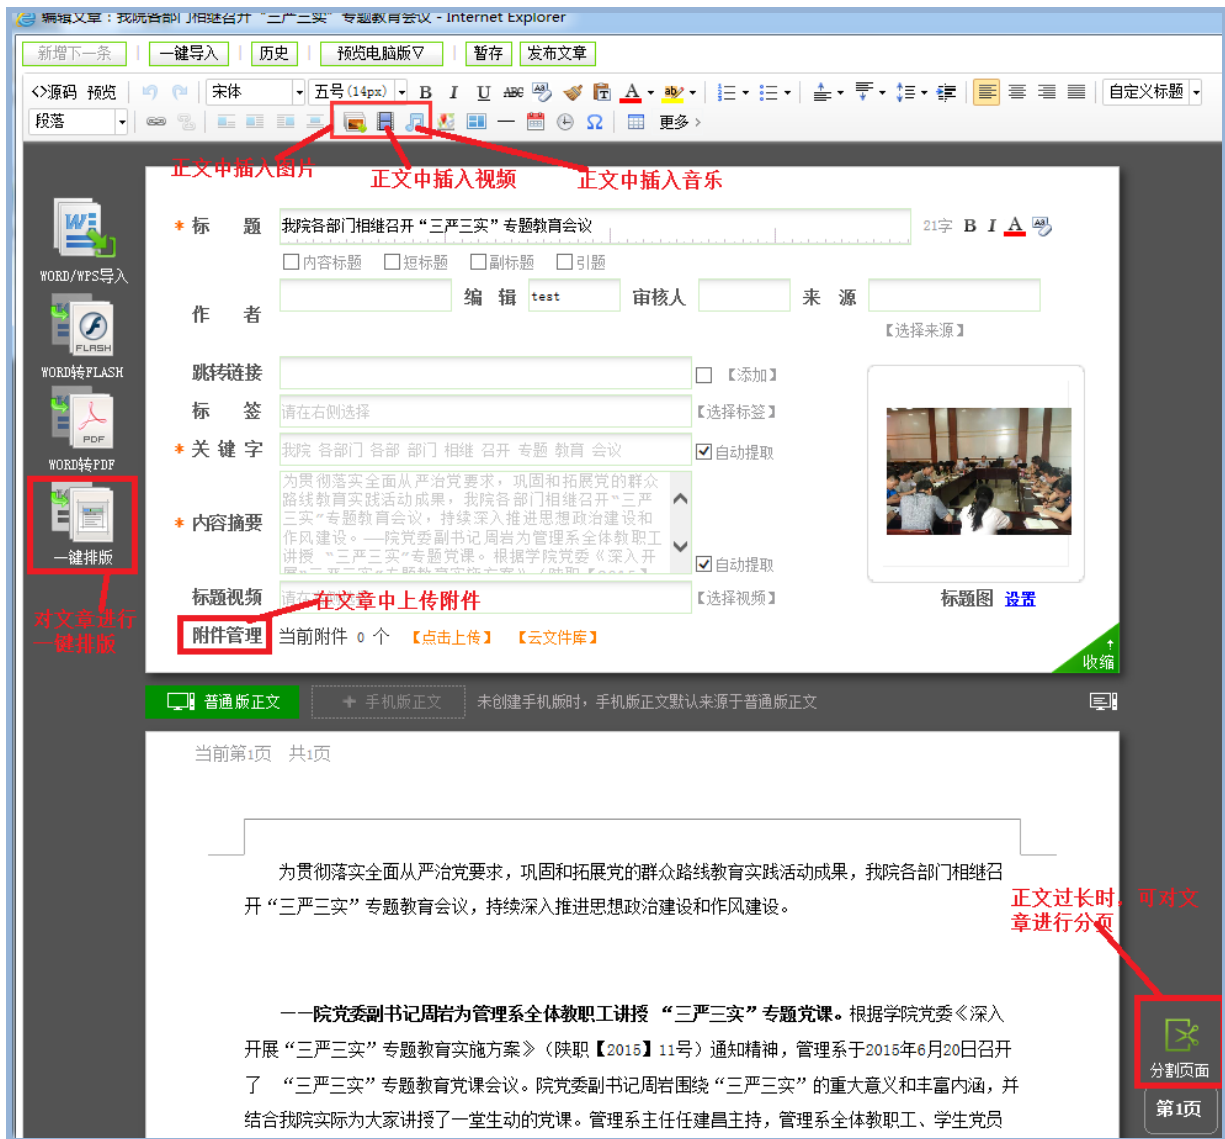 编辑文章：我院各部门相继召开 “三严三实” 专题教育会议 - Internet Explorer
新增下一条 一键导入 历史 预览电脑版▽ 暂存 发布文章
<>源码 预览 宋体 五号(14px) B I U ABC A ab 自定义标题
段落 Ω 更多 >
正文中插入图片
正文中插入视频
正文中插入音乐
WORD/WPS导入
FLASH
WORD转FLASH
PDF
WORD转PDF
一键排版
对文章进行
一键排版
* 标 题 我院各部门相继召开“三严三实”专题教育会议 21字 B I A
内容标题 短标题 副标题 引题
作 者 编 辑 test 审核人 来 源
【选择来源】
跳转链接 【添加】
标 签 请在右侧选择 【选择标签】
* 关 键 字 我院 各部门 各部 部门 相继 召开 专题 教育 会议 自动提取
* 内容摘要
为贯彻落实全面从严治党要求，巩固和拓展党的群众
路线教育实践活动成果，我院各部门相继召开“三严
三实”专题教育会议，持续深入推进思想政治建设和
作风建设。——院党委副书记周岩为管理系全体教职工
讲授 “三严三实”专题党课。根据学院党委《深入开
展“三严三实”专题教育实施方案》（陕职【2015】
自动提取
标题视频 【选择视频】
在文章中上传附件
标题图 设置
附件管理 当前附件 0 个 【点击上传】 【云文件库】
↑
收缩
普通版正文 + 手机版正文 未创建手机版时，手机版正文默认来源于普通版正文
当前第1页 共1页
为贯彻落实全面从严治党要求，巩固和拓展党的群众路线教育实践活动成果，我院各部门相继召
开“三严三实”专题教育会议，持续深入推进思想政治建设和作风建设。
正文过长时，可对文
章进行分页
——院党委副书记周岩为管理系全体教职工讲授 “三严三实”专题党课。根据学院党委《深入
开展“三严三实”专题教育实施方案》（陕职【2015】11号）通知精神，管理系于2015年6月20日召开
了 “三严三实”专题教育党课会议。院党委副书记周岩围绕“三严三实”的重大意义和丰富内涵，并
结合我院实际为大家讲授了一堂生动的党课。管理系主任任建昌主持，管理系全体教职工、学生党员
分割页面
第1页